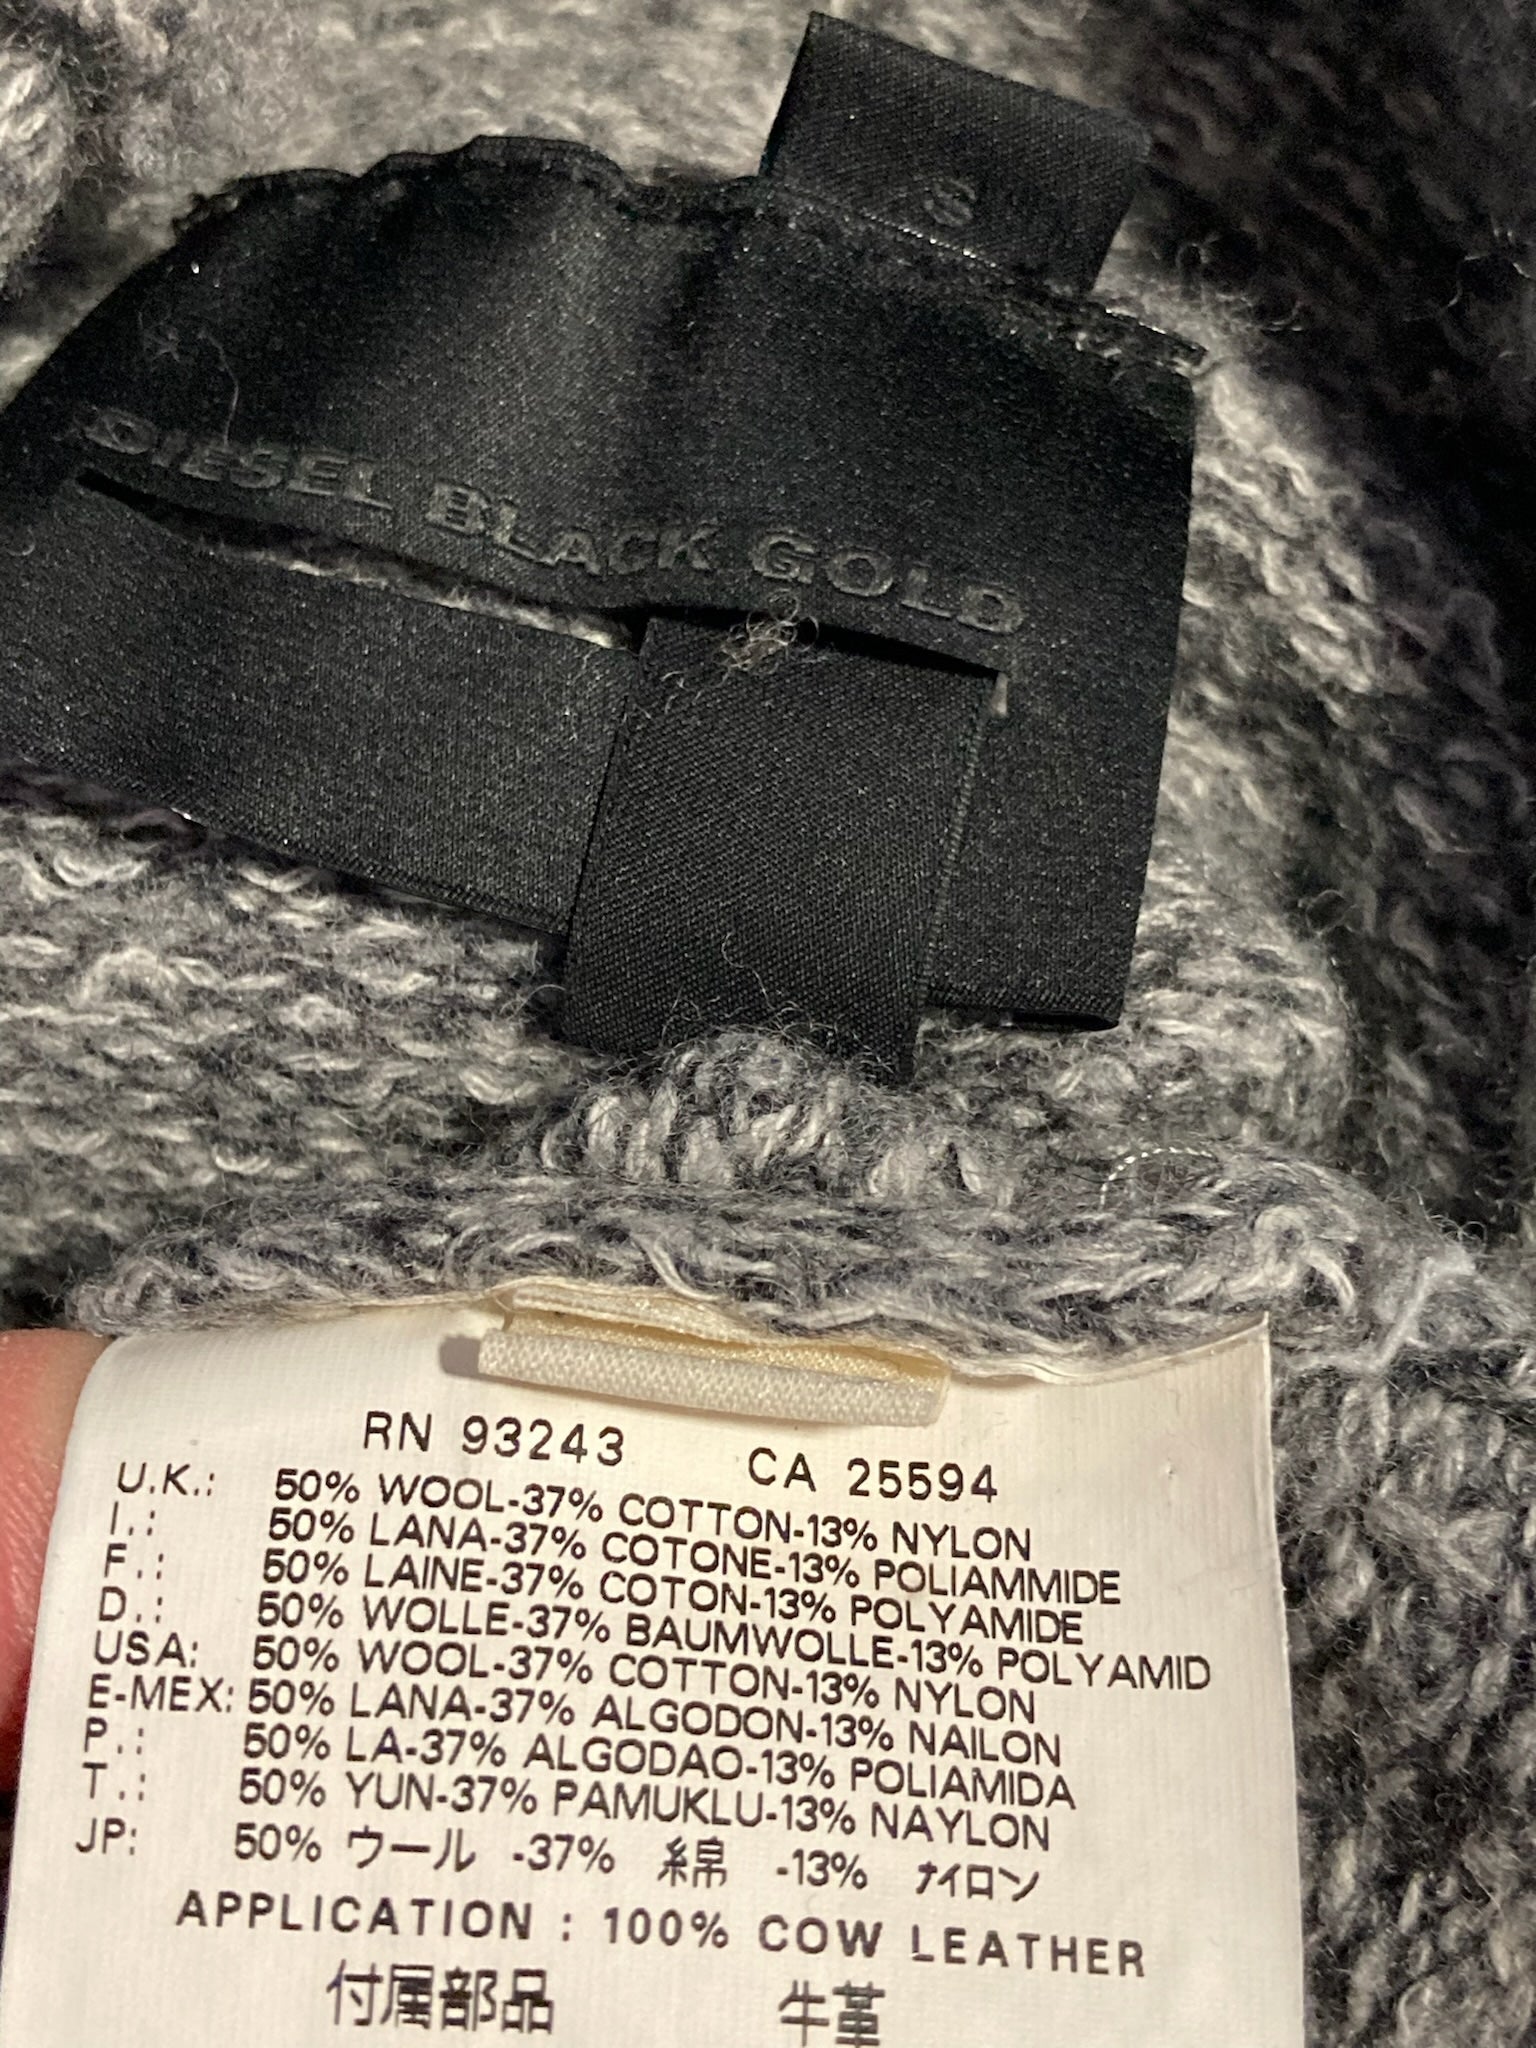 S
DIESEL BLACK GOLD
RN 93243 CA 25594
U.K.: 50% WOOL-37% COTTON-13% NYLON
I.: 50% LANA-37% COTONE-13% POLIAMMIDE
F.: 50% LAINE-37% COTON-13% POLYAMIDE
D.: 50% WOLLE-37% BAUMWOLLE-13% POLYAMID
USA: 50% WOOL-37% COTTON-13% NYLON
E-MEX: 50% LANA-37% ALGODON-13% NAILON
P.: 50% LA-37% ALGODAO-13% POLIAMIDA
T.: 50% YUN-37% PAMUKLU-13% NAYLON
JP: 50% ウール -37% 綿 -13% ナイロン
APPLICATION : 100% COW LEATHER
付属部品 牛革